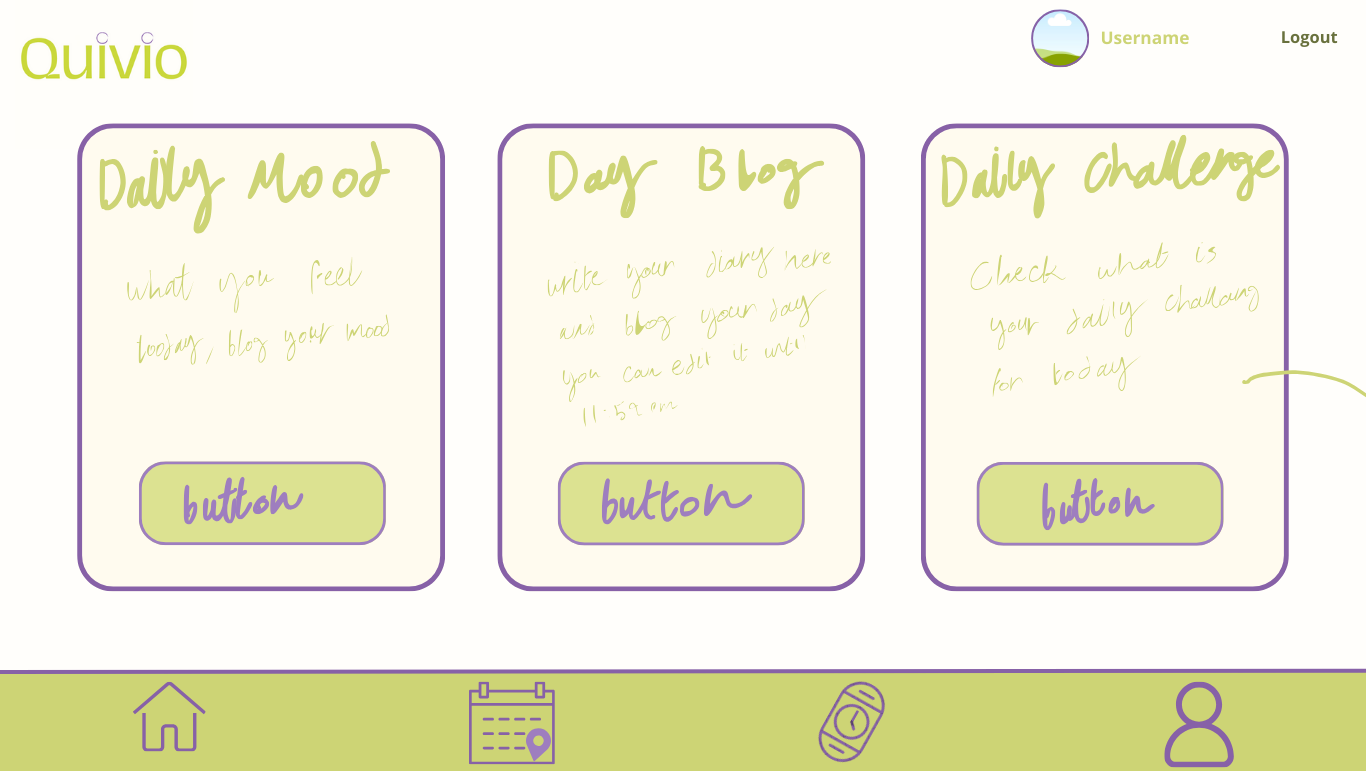 Quivio
Username
Logout
Daily Mood
what you feel
today, blog your mood
button
Day Blog
write your diary here
and blog your day
you can edit it until
11:59 am
button
Daily Challenge
Check what is
your daily challang
for today
button